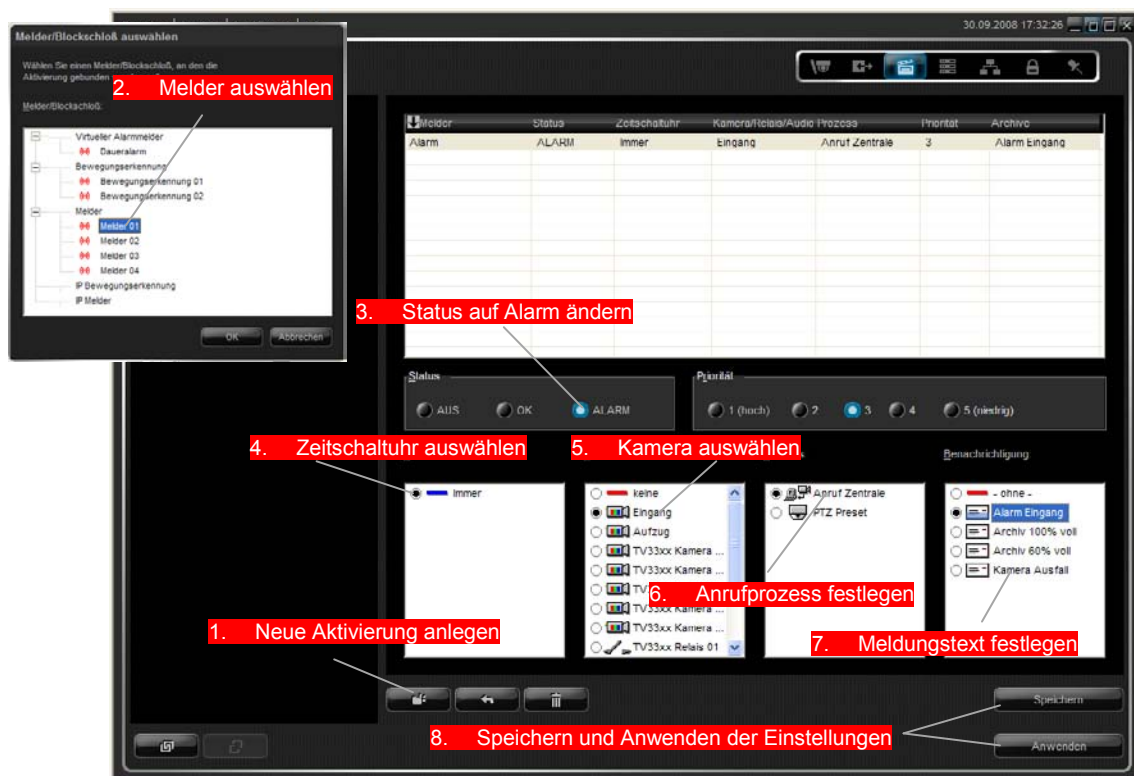 30.09.2008 17:32:26
Melder/Blockschloß auswählen
Wählen Sie einen Melder/Blockschloß, an den die
Aktivierung gebunden
2. Melder auswählen
Melder/Blockschloß:
Virtueller Alarmmelder
Daueralarm
Bewegungserkennung
Bewegungserkennung 01
Bewegungserkennung 02
Melder
Melder 01
Melder 02
Melder 03
Melder 04
IP Bewegungserkennung
IP Melder
OK Abbrechen
Melder Status Zeitschaltuhr Kamera/Relais/Audio Prozess Priorität Archive
Alarm ALARM Immer Eingang Anruf Zentrale 3 Alarm Eingang
3. Status auf Alarm ändern
Status
AUS OK ALARM
Priorität
1 (hoch) 2 3 4 5 (niedrig)
4. Zeitschaltuhr auswählen
5. Kamera auswählen
Benachrichtigung
Immer
keine
Eingang
Aufzug
TV33xx Kamera ...
TV33xx Kamera ...
TV33xx Kamera ...
TV33xx Kamera ...
TV33xx Relais 01
Anruf Zentrale
PTZ Preset
- ohne -
Alarm Eingang
Archiv 100% voll
Archiv 60% voll
Kamera Ausfall
6. Anrufprozess festlegen
1. Neue Aktivierung anlegen
7. Meldungstext festlegen
Speichern
8. Speichern und Anwenden der Einstellungen
Anwenden